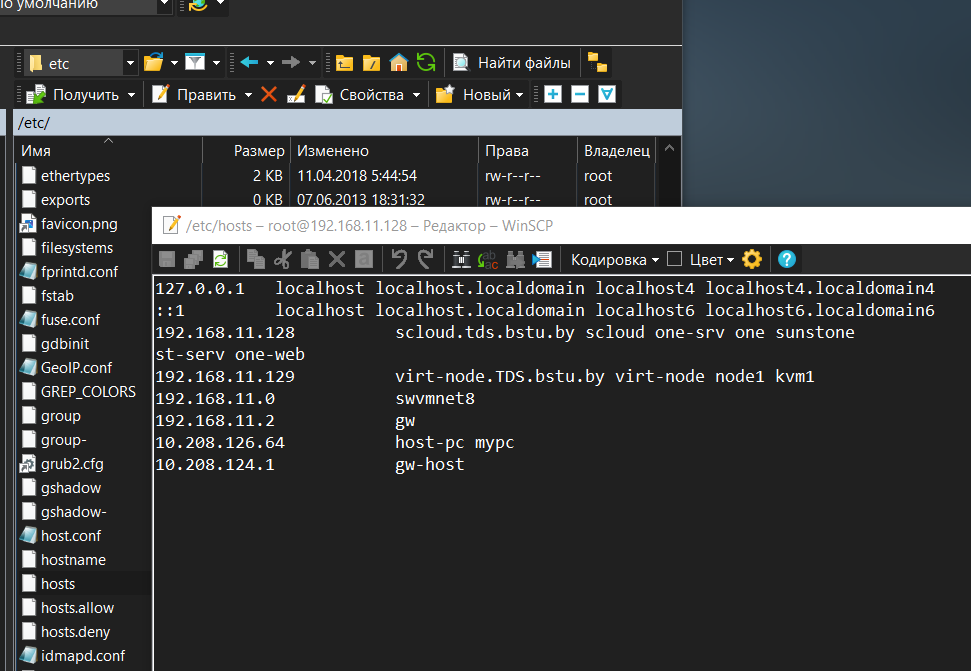 по умолчанию
etc
Найти файлы
Получить Править Свойства Новый
/etc/
Имя Размер Изменено Права Владелец
ethertypes 2 KB 11.04.2018 5:44:54 rw-r--r-- root
exports 0 KB 07.06.2013 18:31:32 rw-r--r-- root
favicon.png
filesystems
fprintd.conf
fstab
fuse.conf
gdbinit
GeoIP.conf
GREP_COLORS
group
group-
grub2.cfg
gshadow
gshadow-
host.conf
hostname
hosts
hosts.allow
hosts.deny
idmapd.conf
/etc/hosts – root@192.168.11.128 – Редактор – WinSCP
Кодировка Цвет
127.0.0.1 localhost localhost.localdomain localhost4 localhost4.localdomain4
::1 localhost localhost.localdomain localhost6 localhost6.localdomain6
192.168.11.128 scloud.tds.bstu.by scloud one-srv one sunstone
st-serv one-web
192.168.11.129 virt-node.TDS.bstu.by virt-node node1 kvm1
192.168.11.0 swvmnet8
192.168.11.2 gw
10.208.126.64 host-pc mypc
10.208.124.1 gw-host